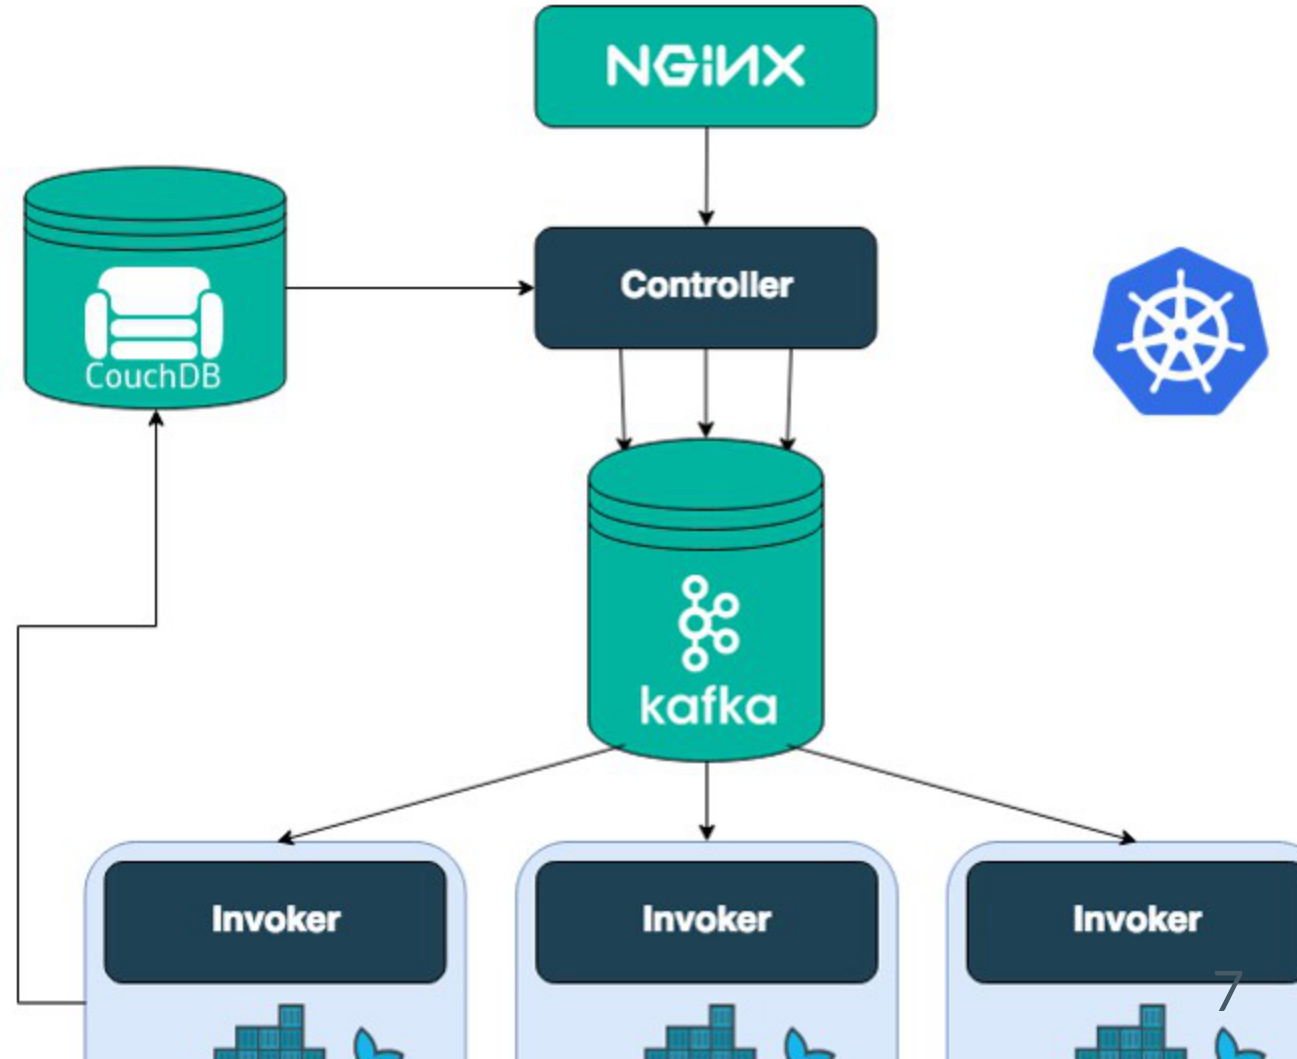 NGiNX
Controller
CouchDB
kafka
Invoker
Invoker
Invoker
7